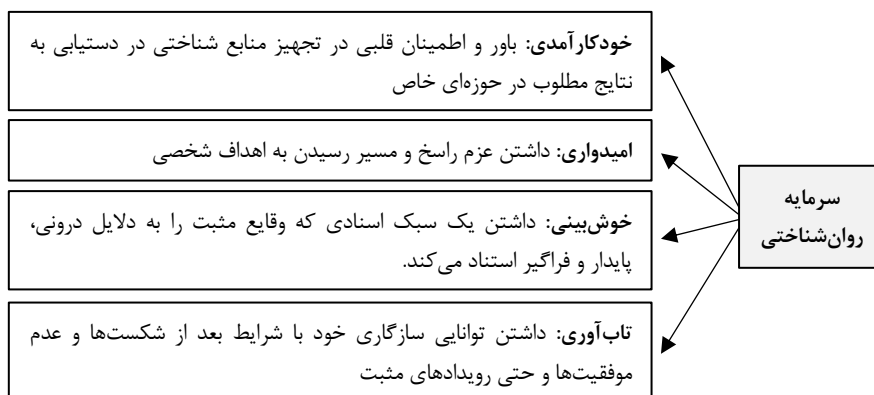 خودکارآمدی: باور و اطمینان قلبی در تجهیز منابع شناختی در دستیابی به
نتایج مطلوب در حوزه‌ای خاص
امیدواری: داشتن عزم راسخ و مسیر رسیدن به اهداف شخصی
سرمایه
روان‌شناختی
خوش‌بینی: داشتن یک سبک اسنادی که وقایع مثبت را به دلایل درونی،
پایدار و فراگیر استناد می‌کند.
تاب‌آوری: داشتن توانایی سازگاری خود با شرایط بعد از شکست‌ها و عدم
موفقیت‌ها و حتی رویدادهای مثبت